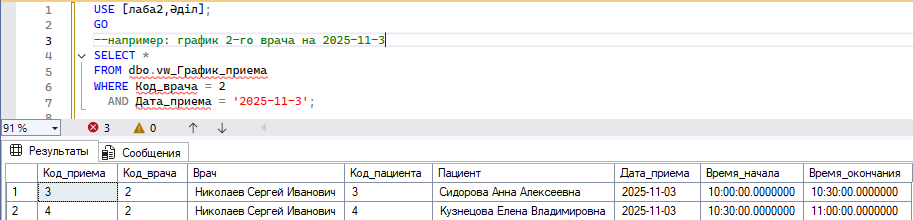 1 USE [лаба2,Әділ];
2 GO
3 --например: график 2-го врача на 2025-11-3
4 SELECT *
5 FROM dbo.vw_График_приема
6 WHERE Код_врача = 2
7 AND Дата_приема = '2025-11-3';
8
91 % 3 0
Результаты Сообщения
Код_приема Код_врача Врач Код_пациента Пациент Дата_приема Время_начала Время_окончания
1 3 2 Николаев Сергей Иванович 3 Сидорова Анна Алексеевна 2025-11-03 10:00:00.0000000 10:30:00.0000000
2 4 2 Николаев Сергей Иванович 4 Кузнецова Елена Владимировна 2025-11-03 10:30:00.0000000 11:00:00.0000000